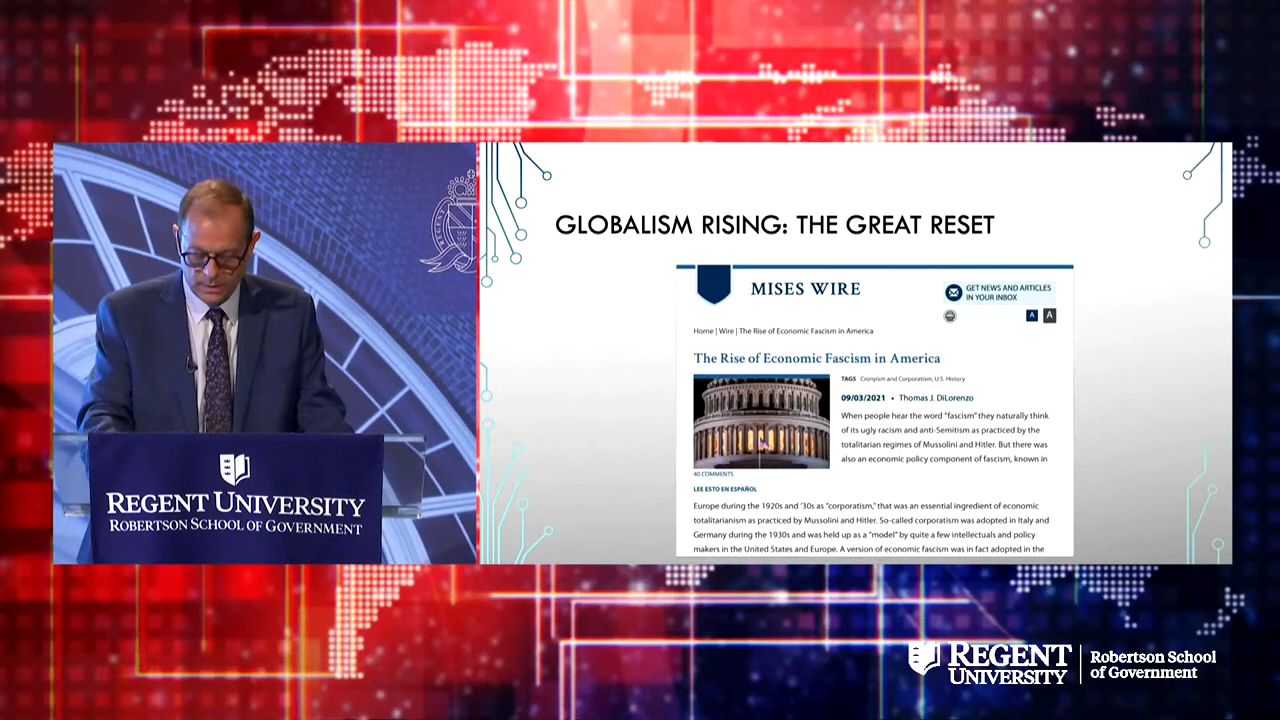 REGENT
GLOBALISM RISING: THE GREAT RESET
MISES WIRE
GET NEWS AND ARTICLES
IN YOUR INBOX
A A
Home | Wire | The Rise of Economic Fascism in America
The Rise of Economic Fascism in America
TAGS Cronyism and Corporatism, U.S. History
09/03/2021 • Thomas J. DiLorenzo
When people hear the word "fascism" they naturally think
of its ugly racism and anti-Semitism as practiced by the
totalitarian regimes of Mussolini and Hitler. But there was
also an economic policy component of fascism, known in
40 COMMENTS
LEE ESTO EN ESPAÑOL
Europe during the 1920s and '30s as "corporatism," that was an essential ingredient of economic
totalitarianism as practiced by Mussolini and Hitler. So-called corporatism was adopted in Italy and
Germany during the 1930s and was held up as a "model" by quite a few intellectuals and policy
makers in the United States and Europe. A version of economic fascism was in fact adopted in the
REGENT UNIVERSITY
ROBERTSON SCHOOL OF GOVERNMENT
REGENT
UNIVERSITY
Robertson School
of Government